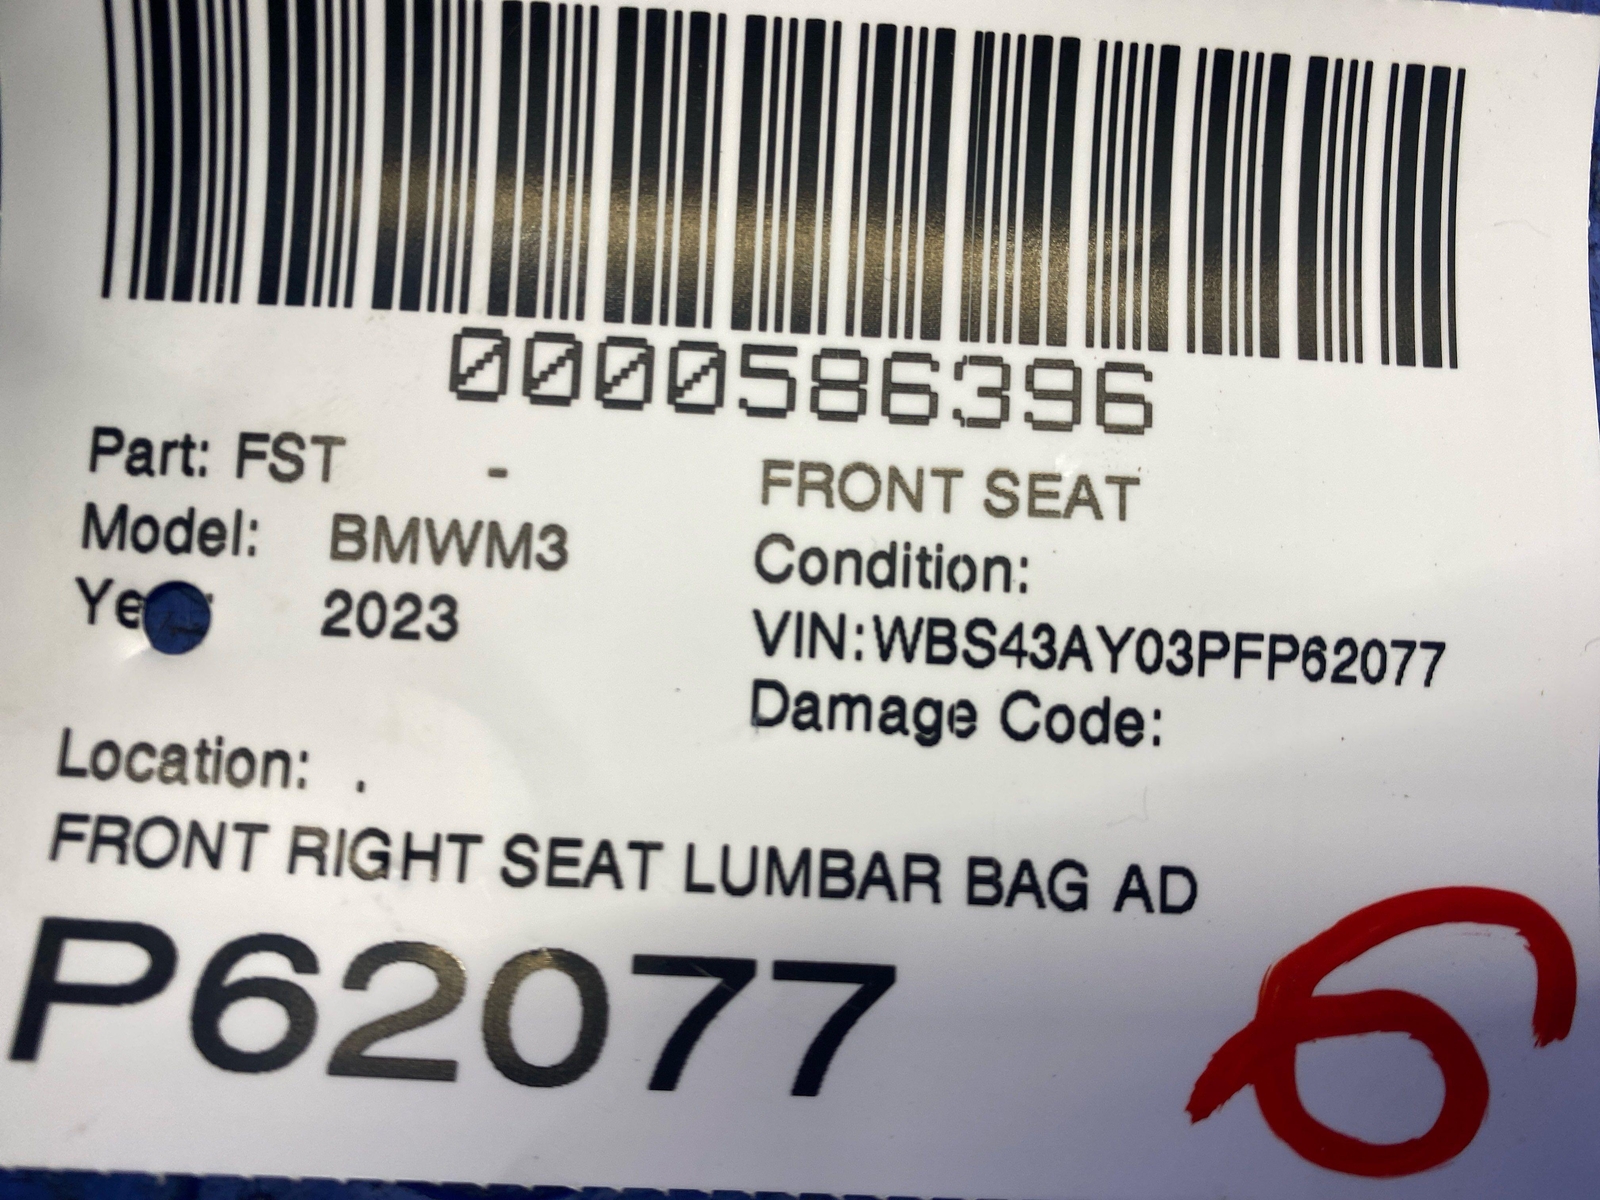 0000586396
Part: FST - FRONT SEAT
Model: BMWM3 Condition:
Year 2023 VIN:WBS43AY03PFP62077
Damage Code:
Location: .
FRONT RIGHT SEAT LUMBAR BAG AD
P62077
6